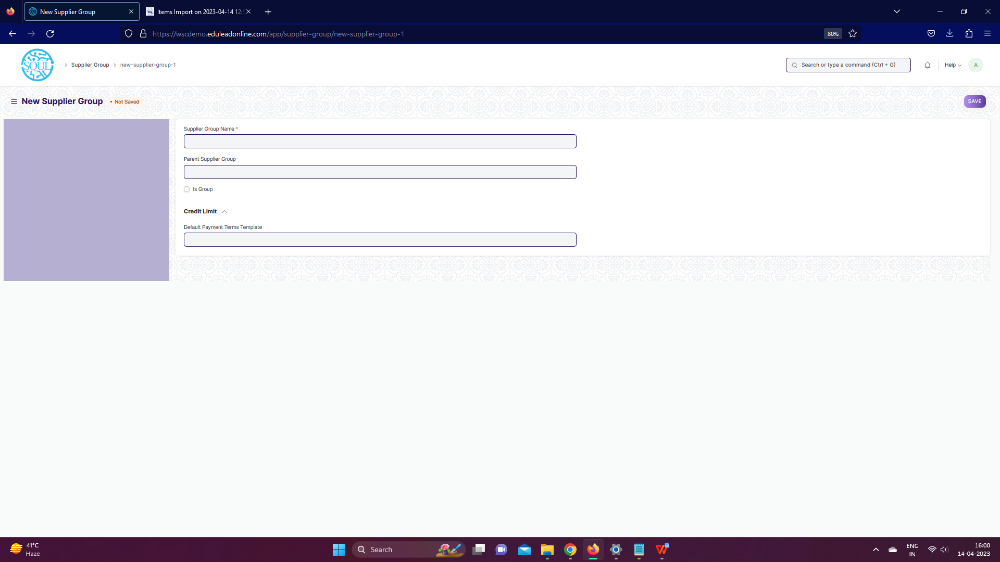 New Supplier Group
Items Import on 2023-04-14 12:
https://wscdemo.eduleadonline.com/app/supplier-group/new-supplier-group-1
80%
SOUL
Supplier Group
new-supplier-group-1
Search or type a command (Ctrl + G)
Help
A
New Supplier Group
• Not Saved
SAVE
Supplier Group Name *
Parent Supplier Group
Is Group
Credit Limit
Default Payment Terms Template
41°C
Haze
Search
ENG
IN
16:00
14-04-2023